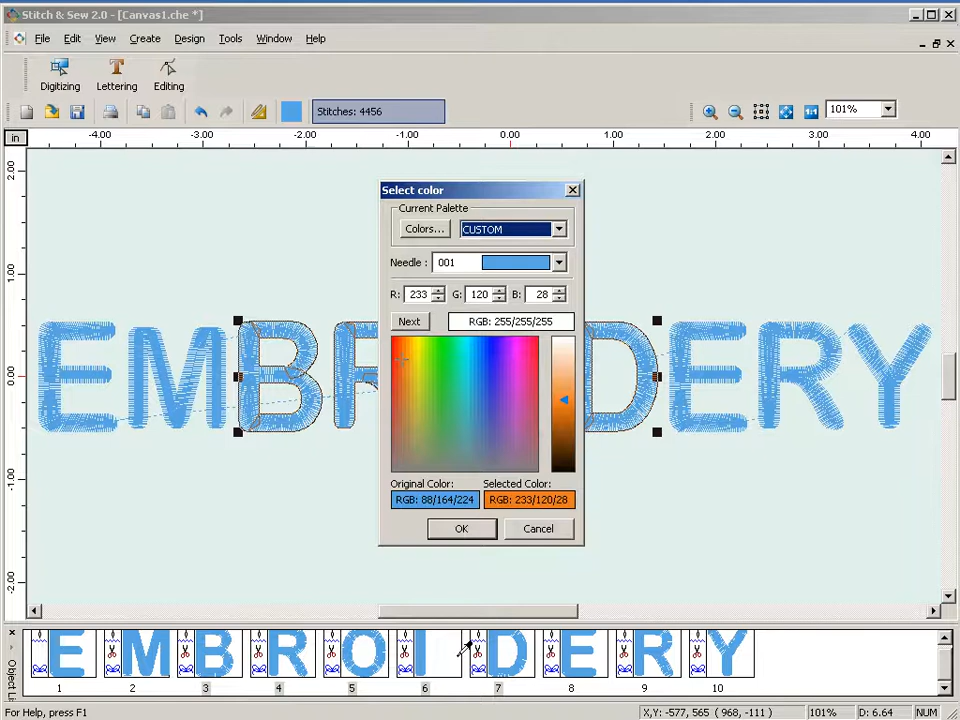 Stitch & Sew 2.0 - [Canvas1.che *]
File Edit View Create Design Tools Window Help
Digitizing Lettering Editing
Stitches: 4456
101%
in
-4.00 -3.00 -2.00 -1.00 0.00 1.00 2.00 3.00 4.00
2.00
1.00
0.00
-1.00
-2.00
EMBR DERY
Select color
Current Palette
Colors... CUSTOM
Needle : 001
R: 233 G: 120 B: 28
Next RGB: 255/255/255
Original Color: Selected Color:
RGB: 88/164/224 RGB: 233/120/28
OK Cancel
Object Li
E M B R O I D E R Y
1 2 3 4 5 6 7 8 9 10
For Help, press F1
X,Y: -577, 565 ( 968, -111 ) 101% D: 6.64 NUM